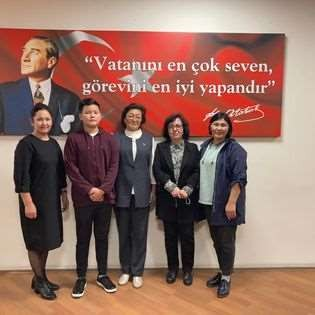 “Vatanını en çok seven,
görevini en iyi yapandır”